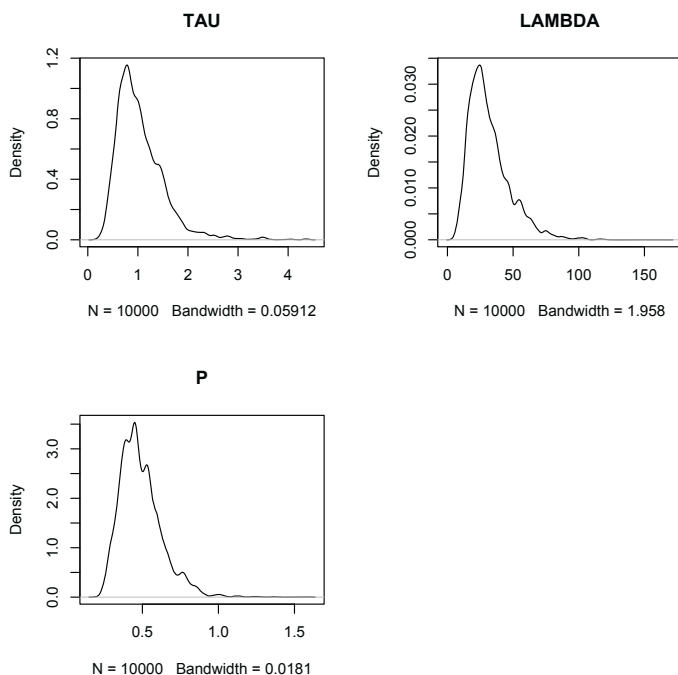 TAU
Density
0.0 0.4 0.8 1.2
0 1 2 3 4
N = 10000 Bandwidth = 0.05912
LAMBDA
Density
0.000 0.010 0.020 0.030
0 50 100 150
N = 10000 Bandwidth = 1.958
P
Density
0.0 1.0 2.0 3.0
0.5 1.0 1.5
N = 10000 Bandwidth = 0.0181